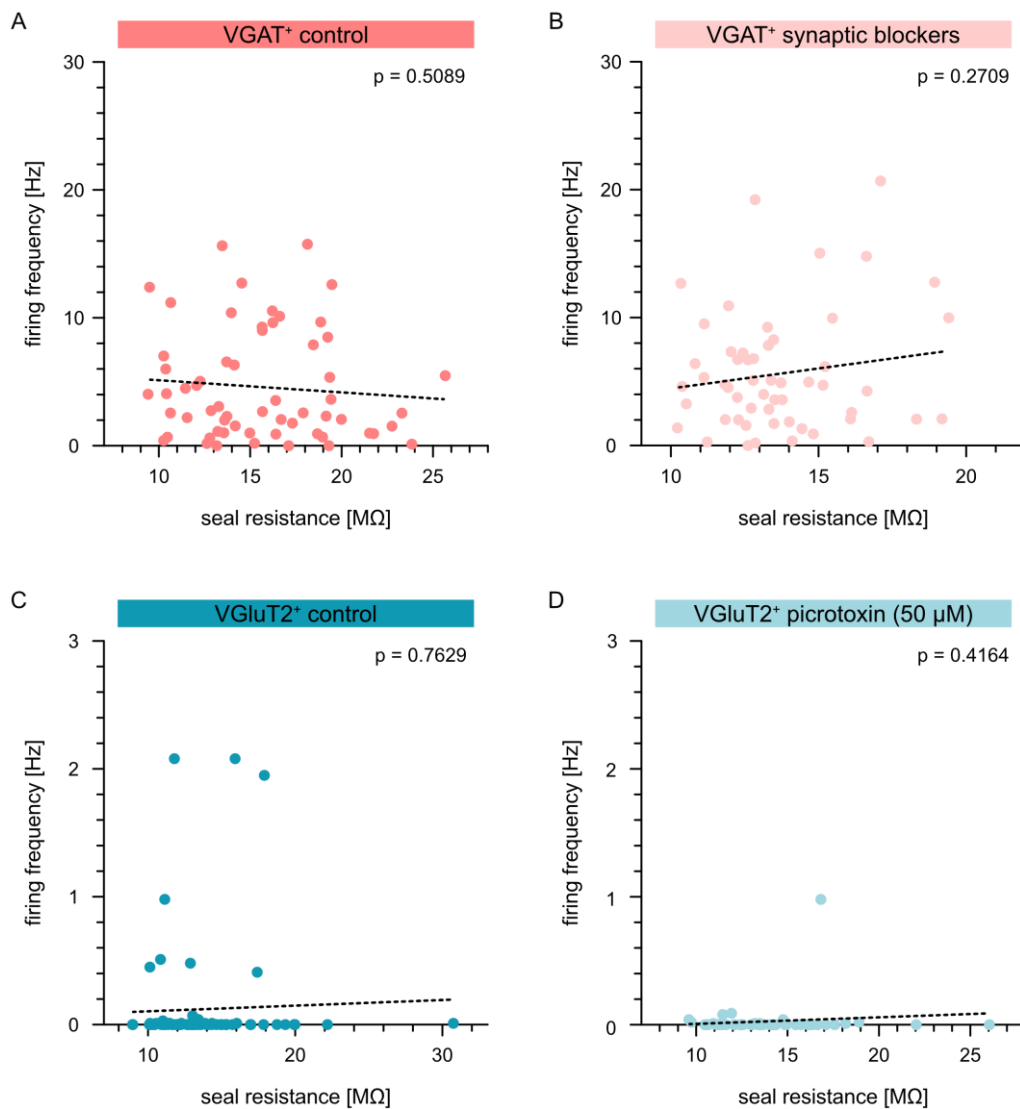 A
VGAT⁺ control
p = 0.5089
30
20
10
0
firing frequency [Hz]
10 15 20 25
seal resistance [MΩ]
B
VGAT⁺ synaptic blockers
p = 0.2709
30
20
10
0
firing frequency [Hz]
10 15 20
seal resistance [MΩ]
C
VGluT2⁺ control
p = 0.7629
3
2
1
0
firing frequency [Hz]
10 20 30
seal resistance [MΩ]
D
VGluT2⁺ picrotoxin (50 µM)
p = 0.4164
3
2
1
0
firing frequency [Hz]
10 15 20 25
seal resistance [MΩ]